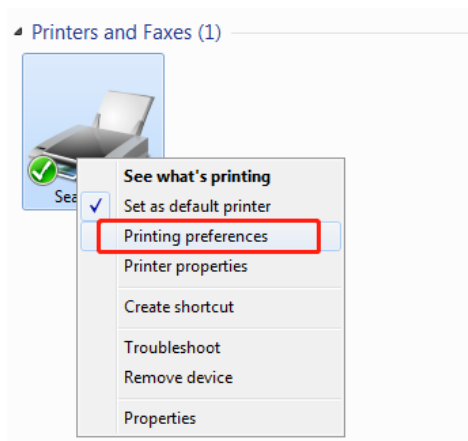 Printers and Faxes (1)
See what's printing
Sea
Set as default printer
Printing preferences
Printer properties
Create shortcut
Troubleshoot
Remove device
Properties